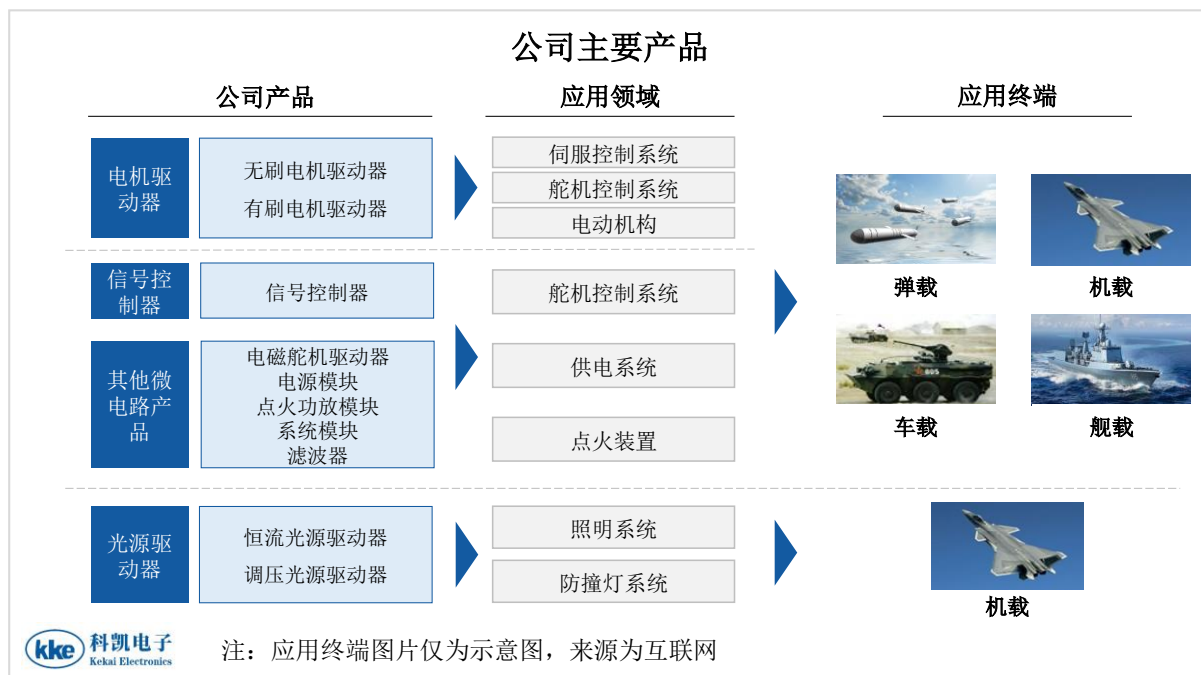 公司主要产品
公司产品
应用领域
应用终端
电机驱
动器
无刷电机驱动器
有刷电机驱动器
伺服控制系统
舵机控制系统
电动机构
信号控
制器
信号控制器
舵机控制系统
其他微
电路产
品
电磁舵机驱动器
电源模块
点火功放模块
系统模块
滤波器
供电系统
点火装置
弹载
机载
805
车载
舰载
光源驱
动器
恒流光源驱动器
调压光源驱动器
照明系统
防撞灯系统
机载
kke
科凯电子
Kekai Electronics
注：应用终端图片仅为示意图，来源为互联网